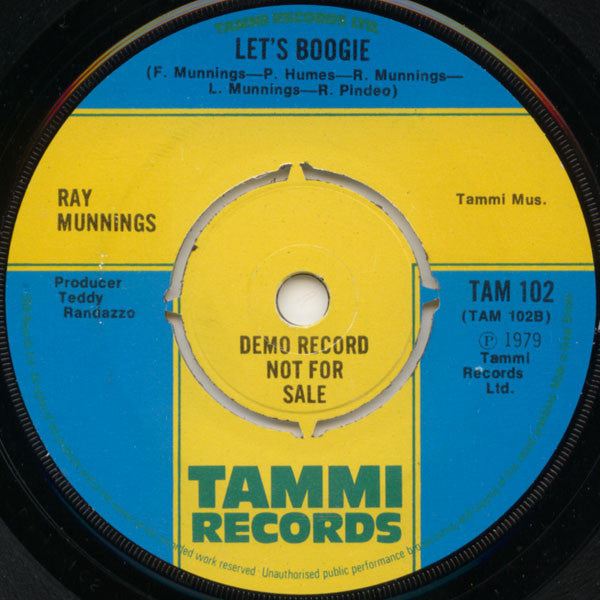 TAMMI RECORDS LTD.
LET'S BOOGIE
(F. Munnings—P. Humes—R. Munnings—
L. Munnings—R. Pindeo)
RAY
MUNNINGS
Tammi Mus.
Producer
Teddy
Randazzo
TAM 102
(TAM 102B)
Ⓟ 1979
Tammi
Records
Ltd.
DEMO RECORD
NOT FOR
SALE
TAMMI
RECORDS
work reserved · Unauthorised public performance